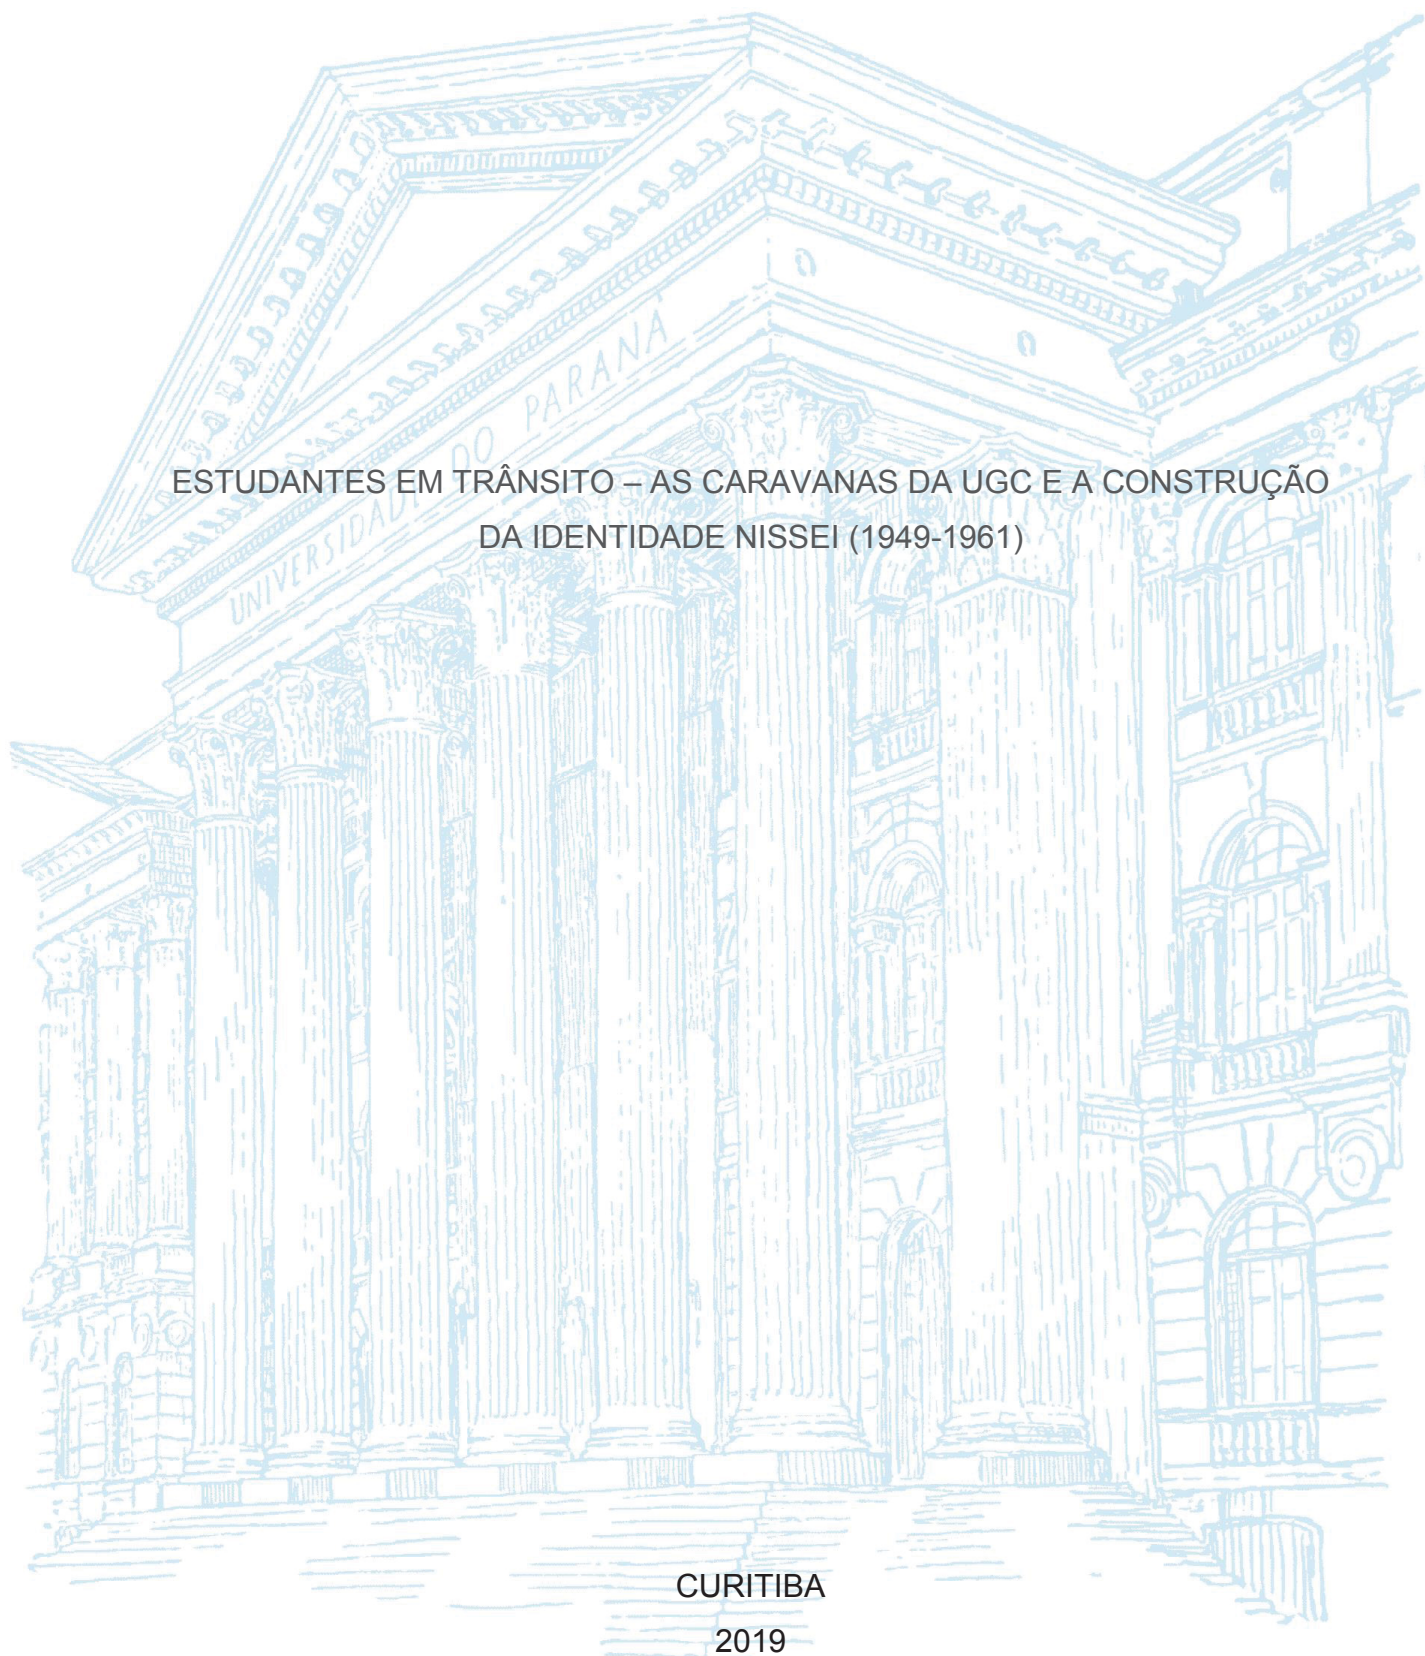 UNIVERSIDADE DO PARANÁ
ESTUDANTES EM TRÂNSITO – AS CARAVANAS DA UGC E A CONSTRUÇÃO
DA IDENTIDADE NISSEI (1949-1961)
CURITIBA
2019